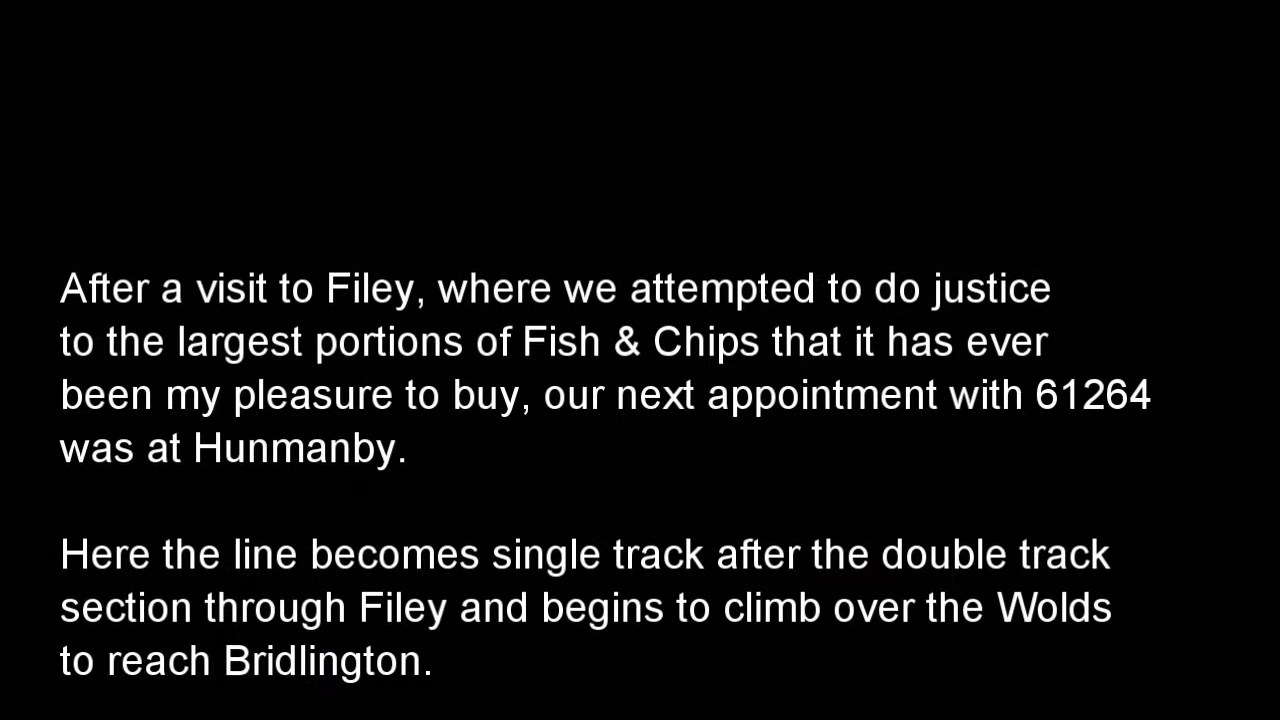 After a visit to Filey, where we attempted to do justice
to the largest portions of Fish & Chips that it has ever
been my pleasure to buy, our next appointment with 61264
was at Hunmanby.
Here the line becomes single track after the double track
section through Filey and begins to climb over the Wolds
to reach Bridlington.